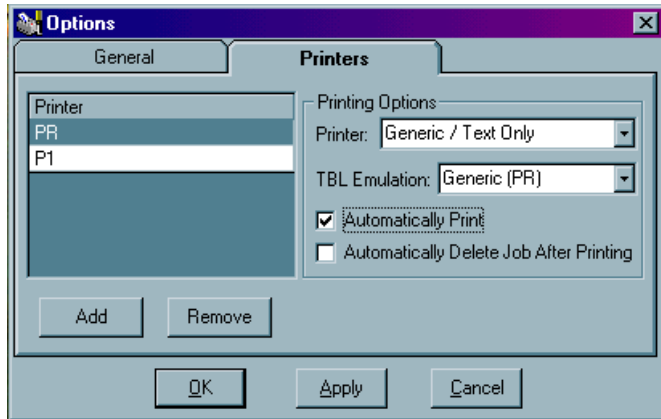 Options
General
Printers
Printer
PR
P1
Printing Options
Printer: Generic / Text Only
TBL Emulation: Generic (PR)
Automatically Print
Automatically Delete Job After Printing
Add
Remove
OK
Apply
Cancel